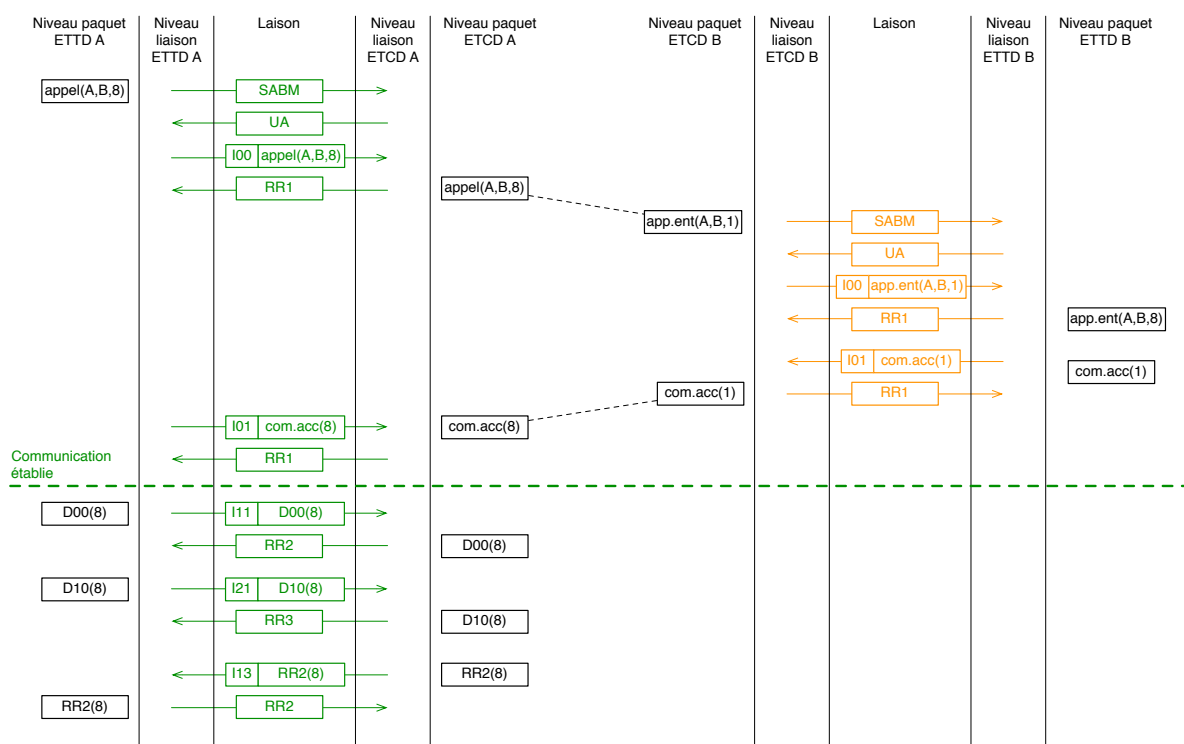 Niveau paquet
ETTD A
Niveau
liaison
ETTD A
Laison
Niveau
liaison
ETCD A
Niveau paquet
ETCD A
Niveau paquet
ETCD B
Niveau
liaison
ETCD B
Laison
Niveau
liaison
ETTD B
Niveau paquet
ETTD B
appel(A,B,8)
SABM
UA
I00 appel(A,B,8)
RR1
appel(A,B,8)
app.ent(A,B,1)
SABM
UA
I00 app.ent(A,B,1)
RR1
app.ent(A,B,8)
I01 com.acc(1)
com.acc(1)
com.acc(1)
RR1
I01 com.acc(8)
com.acc(8)
RR1
Communication
établie
D00(8)
I11 D00(8)
RR2
D00(8)
D10(8)
I21 D10(8)
RR3
D10(8)
I13 RR2(8)
RR2(8)
RR2(8)
RR2